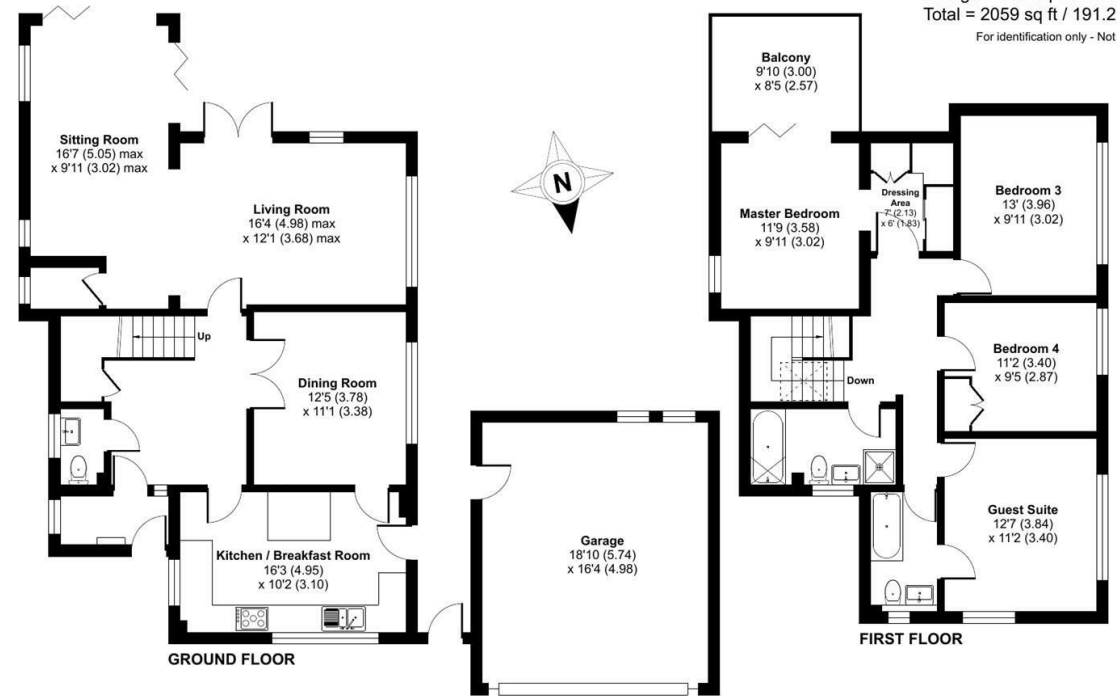 Total = 2059 sq ft / 191.2
For identification only - Not
Balcony
9'10 (3.00)
x 8'5 (2.57)
Sitting Room
16'7 (5.05) max
x 9'11 (3.02) max
Living Room
16'4 (4.98) max
x 12'1 (3.68) max
N
Master Bedroom
11'9 (3.58)
x 9'11 (3.02)
Dressing
Area
7' (2.13)
x 6' (1.83)
Bedroom 3
13' (3.96)
x 9'11 (3.02)
Up
Dining Room
12'5 (3.78)
x 11'1 (3.38)
Down
Bedroom 4
11'2 (3.40)
x 9'5 (2.87)
Kitchen / Breakfast Room
16'3 (4.95)
x 10'2 (3.10)
Garage
18'10 (5.74)
x 16'4 (4.98)
Guest Suite
12'7 (3.84)
x 11'2 (3.40)
GROUND FLOOR
FIRST FLOOR